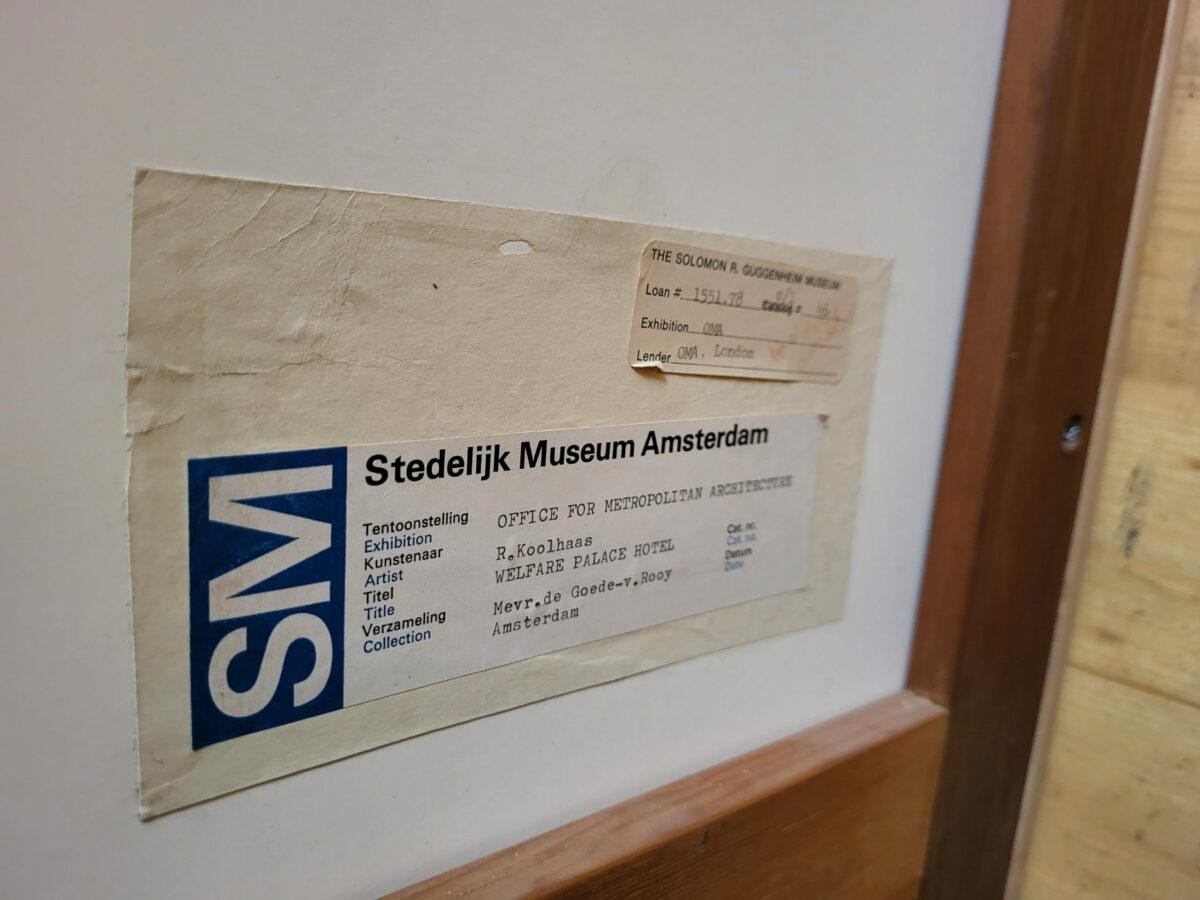 THE SOLOMON R. GUGGENHEIM MUSEUM
Loan # 1551.78 Catalog #
Exhibition OMA
Lender OMA, London
SM
Stedelijk Museum Amsterdam
Tentoonstelling OFFICE FOR METROPOLITAN ARCHITECTURE
Exhibition
Kunstenaar R.Koolhaas Cat. nr.
Artist Cat. no.
Titel WELFARE PALACE HOTEL Datum
Title Date
Verzameling Mevr.de Goede-v.Rooy
Collection Amsterdam